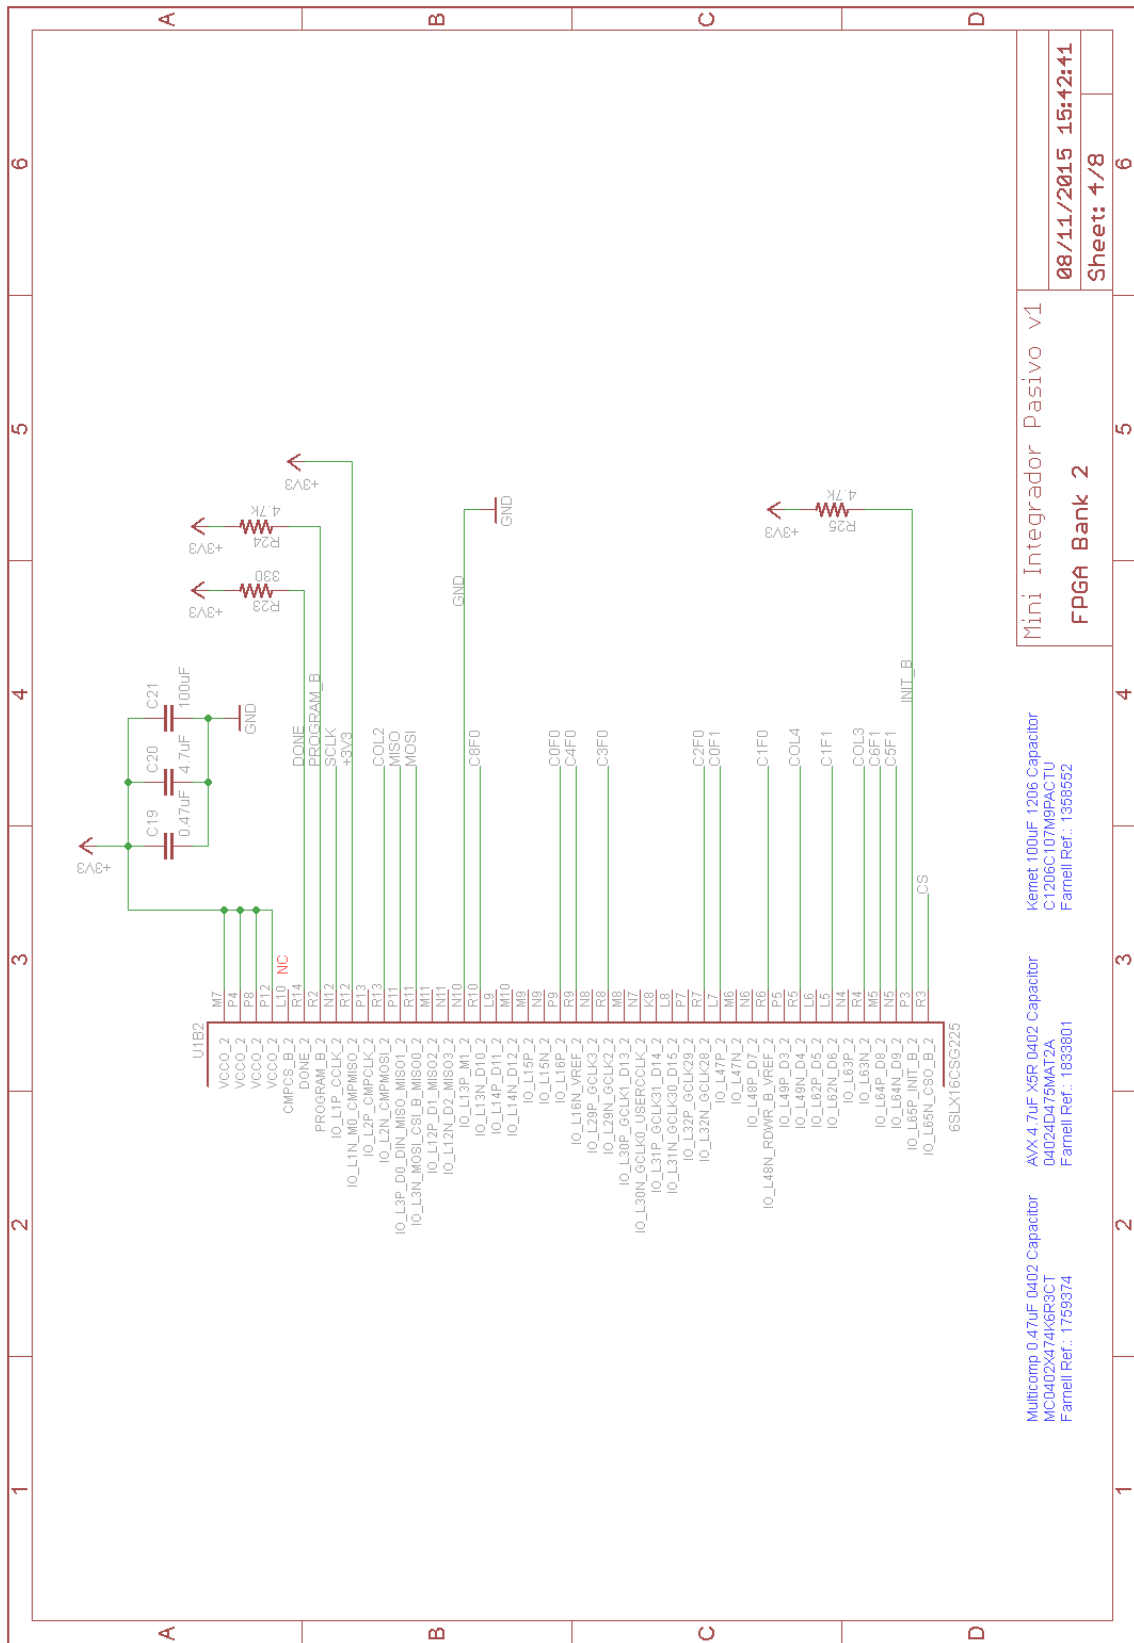 1
2
3
4
5
6
A
B
C
D
A
B
C
D
1
2
3
4
5
6
+3V3
C19
0.47uF
C20
4.7uF
C21
100uF
GND
+3V3
R23
330
+3V3
R24
4.7k
+3V3
U1B2
VCCO_2 M7
VCCO_2 P4
VCCO_2 P8
VCCO_2 P12
CMPCS_B_2 L10 NC
DONE_2 R14 DONE
PROGRAM_B_2 R2 PROGRAM_B
IO_L1P_CCLK_2 N12 SCLK
IO_L1N_M0_CMPMISO_2 R12 +3V3
IO_L2P_CMPCLK_2 P13
IO_L2N_CMPMOSI_2 R13 COL2
IO_L3P_D0_DIN_MISO_MISO1_2 P11 MISO
IO_L3N_MOSI_CSI_B_MISO0_2 R11 MOSI
IO_L12P_D1_MISO2_2 M11
IO_L12N_D2_MISO3_2 N11
IO_L13P_M1_2 N10 GND
GND
IO_L13N_D10_2 R10 C8F0
IO_L14P_D11_2 L9
IO_L14N_D12_2 M10
IO_L15P_2 M9
IO_L15N_2 N9
IO_L16P_2 P9 C0F0
IO_L16N_VREF_2 R9 C4F0
IO_L29P_GCLK3_2 N8
IO_L29N_GCLK2_2 R8 C3F0
IO_L30P_GCLK1_D13_2 M8
IO_L30N_GCLK0_USERCCLK_2 N7
IO_L31P_GCLK31_D14_2 K8
IO_L31N_GCLK30_D15_2 L8
IO_L32P_GCLK29_2 P7
IO_L32N_GCLK28_2 R7 C2F0
IO_L47P_2 L7 C0F1
IO_L47N_2 M6
IO_L48P_D7_2 N6
IO_L48N_RDWR_B_VREF_2 R6 C1F0
IO_L49P_D3_2 P5
IO_L49N_D4_2 R5 COL4
IO_L62P_D5_2 L6
IO_L62N_D6_2 L5 C1F1
IO_L63P_2 N4
IO_L63N_2 R4 COL3
IO_L64P_D8_2 M5 C6F1
IO_L64N_D9_2 N5 C5F1
IO_L65P_INIT_B_2 P3 INIT_B
IO_L65N_CSO_B_2 R3 CS
6SLX16CSG225
+3V3
R25
4.7k
Multicomp 0.47uF 0402 Capacitor
MC0402X474K6R3CT
Farnell Ref.: 1759374
AVX 4.7uF X5R 0402 Capacitor
04024D475MAT2A
Farnell Ref.: 1833801
Kemet 100uF 1206 Capacitor
C1206C107M9PACTU
Farnell Ref.: 1358552
Mini Integrador Pasivo v1
FPGA Bank 2
08/11/2015 15:42:41
Sheet: 4/8